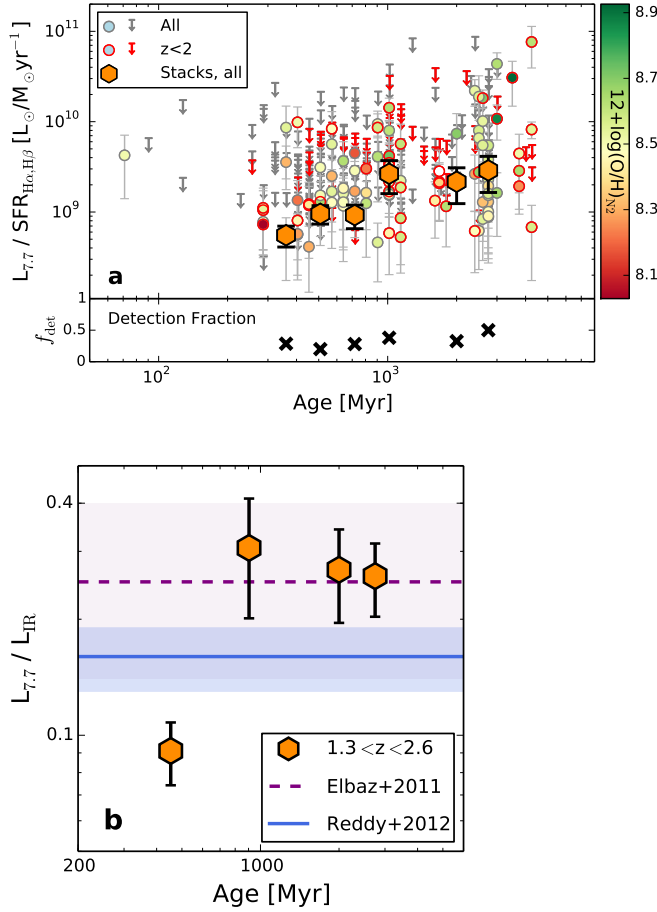 10^11
10^10
10^9
1
L_7.7 / SFR_Hα,Hβ [L_⊙/M_⊙yr^−1]
All
z<2
Stacks, all
a
8.9
8.7
8.5
8.3
8.1
12+log(O/H)_N2
Detection Fraction
f_det
1
0.5
0
10^2
10^3
Age [Myr]
0.4
0.1
L_7.7 / L_IR
1.3<z<2.6
Elbaz+2011
Reddy+2012
b
200
1000
Age [Myr]